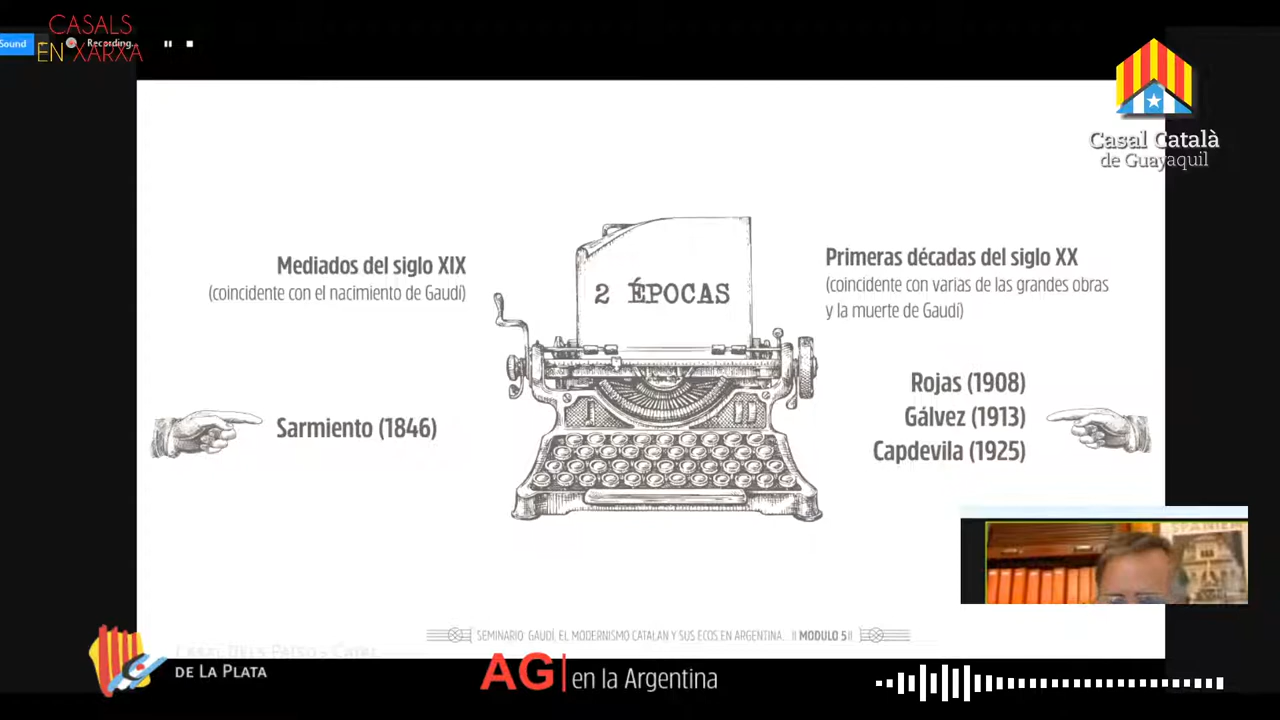 CASALS
EN XARXA
Sound
Recording...
Casal Català
de Guayaquil
Mediados del siglo XIX
(coincidente con el nacimiento de Gaudí)
2 ÉPOCAS
Primeras décadas del siglo XX
(coincidente con varias de las grandes obras
y la muerte de Gaudí)
Sarmiento (1846)
Rojas (1908)
Gálvez (1913)
Capdevila (1925)
SEMINARIO GAUDÍ, EL MODERNISMO CATALÁN Y SUS ECOS EN ARGENTINA... || MODULO 5||
DE LA PLATA
AG| en la Argentina